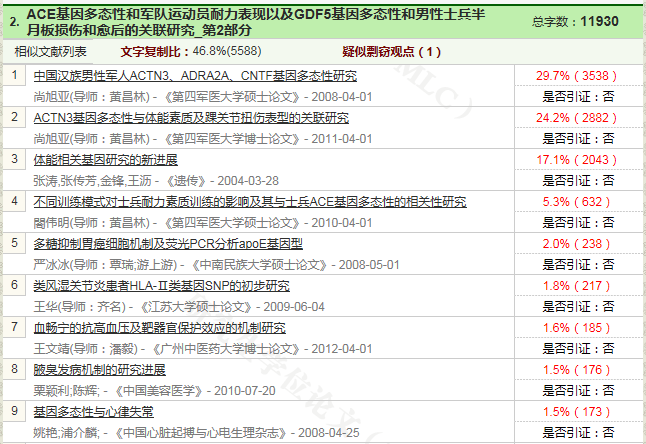 2. ACE基因多态性和军队运动员耐力表现以及GDF5基因多态性和男性士兵半
月板损伤和愈后的关联研究_第2部分 总字数：11930
相似文献列表 文字复制比：46.8%(5588) 疑似剽窃观点（1）
1 中国汉族男性军人ACTN3、ADRA2A、CNTF基因多态性研究 29.7%（3538）
尚旭亚(导师：黄昌林) - 《第四军医大学硕士论文》- 2008-04-01 是否引证：否
2 ACTN3基因多态性与体能素质及踝关节扭伤表型的关联研究 24.2%（2882）
尚旭亚(导师：黄昌林) - 《第四军医大学博士论文》- 2011-04-01 是否引证：否
3 体能相关基因研究的新进展 17.1%（2043）
张涛,张传芳,金锋,王沥 - 《遗传》- 2004-03-28 是否引证：否
4 不同训练模式对士兵耐力素质训练的影响及其与士兵ACE基因多态性的相关性研究 5.3%（632）
閤伟明(导师：黄昌林) - 《第四军医大学硕士论文》- 2010-04-01 是否引证：否
5 多糖抑制胃癌细胞机制及荧光PCR分析apoE基因型 2.0%（238）
严冰冰(导师：覃瑞;游上游) - 《中南民族大学硕士论文》- 2008-05-01 是否引证：否
6 类风湿关节炎患者HLA-Ⅱ类基因SNP的初步研究 1.8%（217）
王华(导师：齐名) - 《江苏大学硕士论文》- 2009-06-04 是否引证：否
7 血畅宁的抗高血压及靶器官保护效应的机制研究 1.6%（185）
王文靖(导师：潘毅) - 《广州中医药大学博士论文》- 2012-04-01 是否引证：否
8 腋臭发病机制的研究进展 1.5%（176）
栗颖利;陈辉; - 《中国美容医学》- 2010-07-20 是否引证：否
9 基因多态性与心律失常 1.5%（173）
姚艳;浦介麟; - 《中国心脏起搏与心电生理杂志》- 2008-04-25 是否引证：否